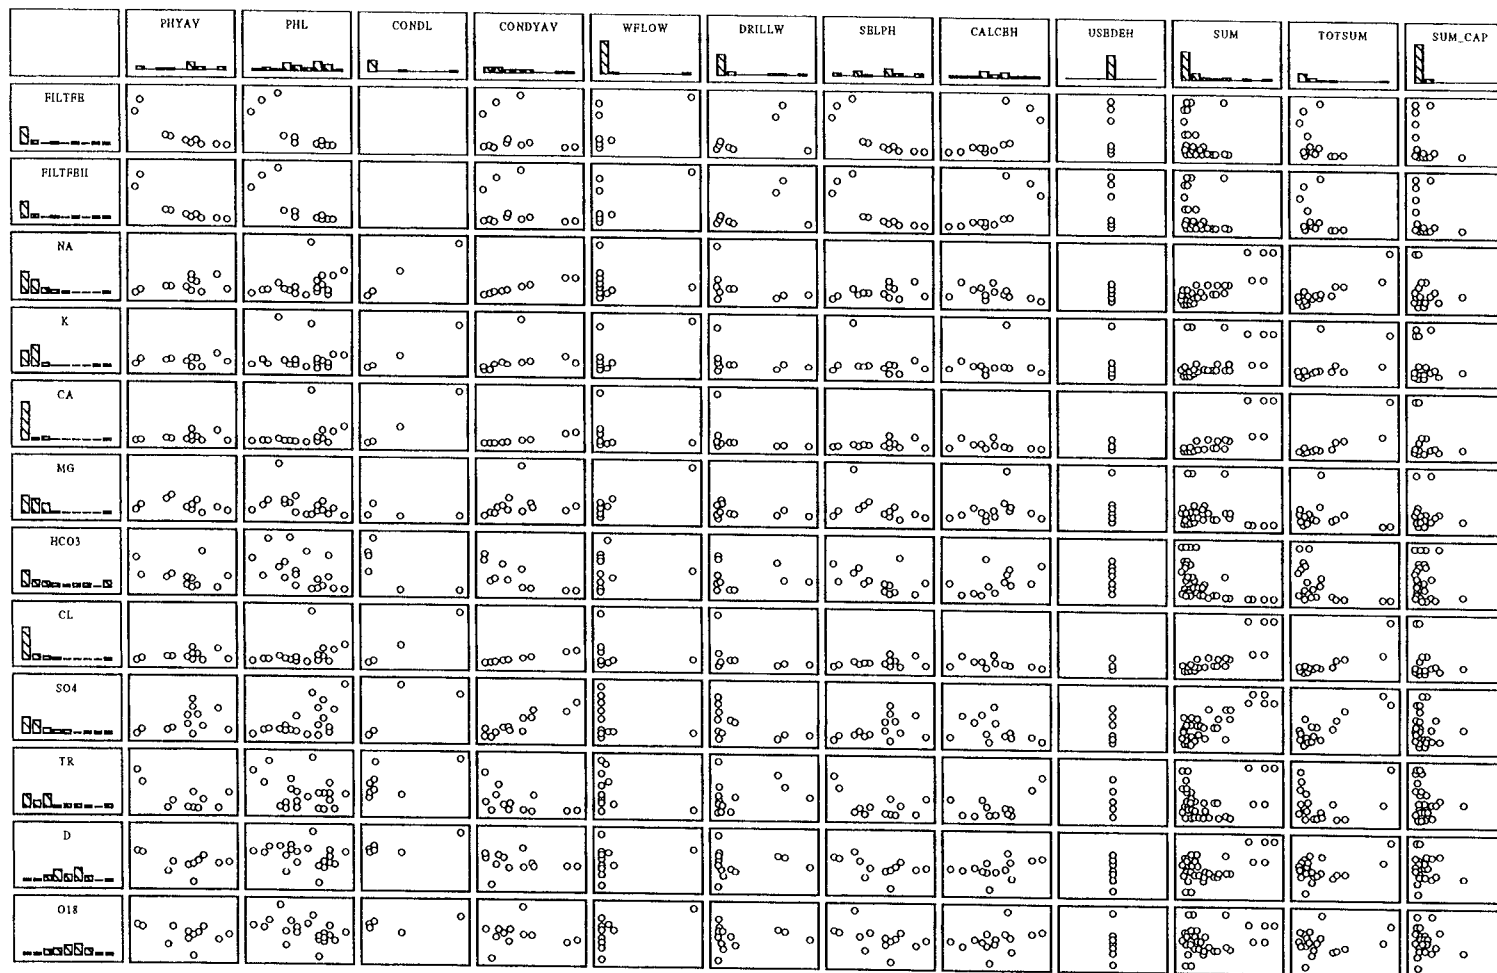 PHYAV PHL CONDL CONDYAV WFLOW DRILLW SBLPH CALCBH USBDEH SUM TOTSUM SUM_CAP
FILTFE
FILTFBII
NA
K
CA
MG
HCO3
CL
SO4
TR
D
O18